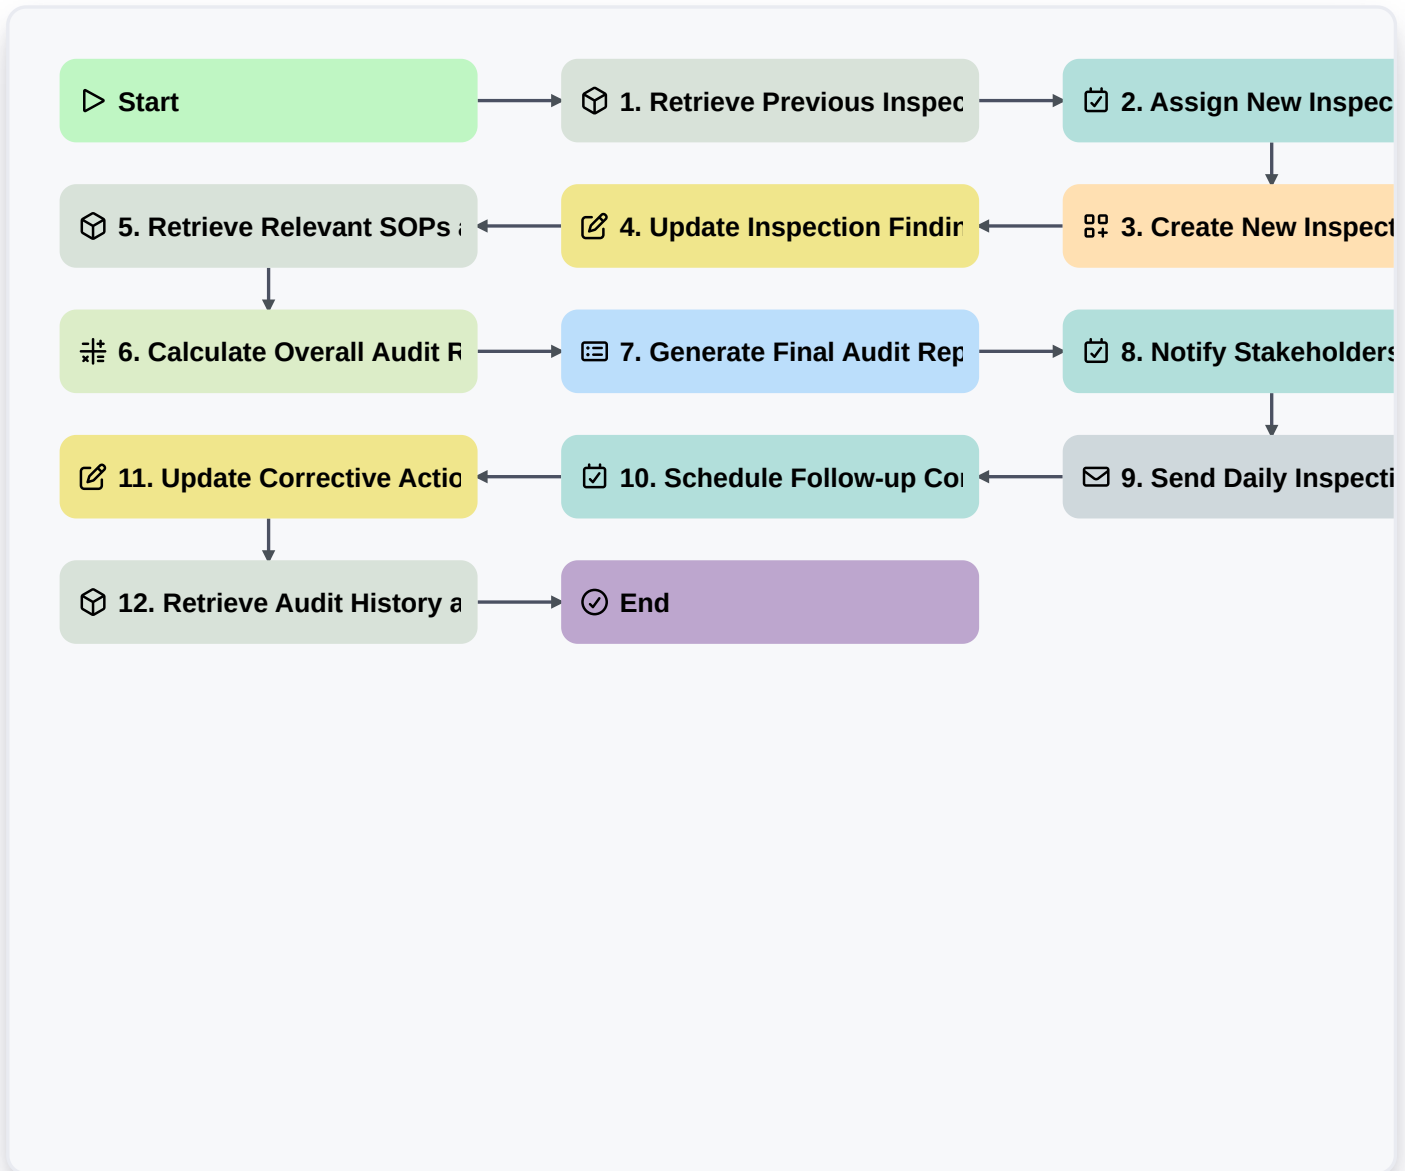 Start
1. Retrieve Previous Inspec
2. Assign New Inspec
5. Retrieve Relevant SOPs
4. Update Inspection Findin
3. Create New Inspect
6. Calculate Overall Audit R
7. Generate Final Audit Rep
8. Notify Stakeholders
11. Update Corrective Actio
10. Schedule Follow-up
9. Send Daily Inspecti
12. Retrieve Audit History a
End